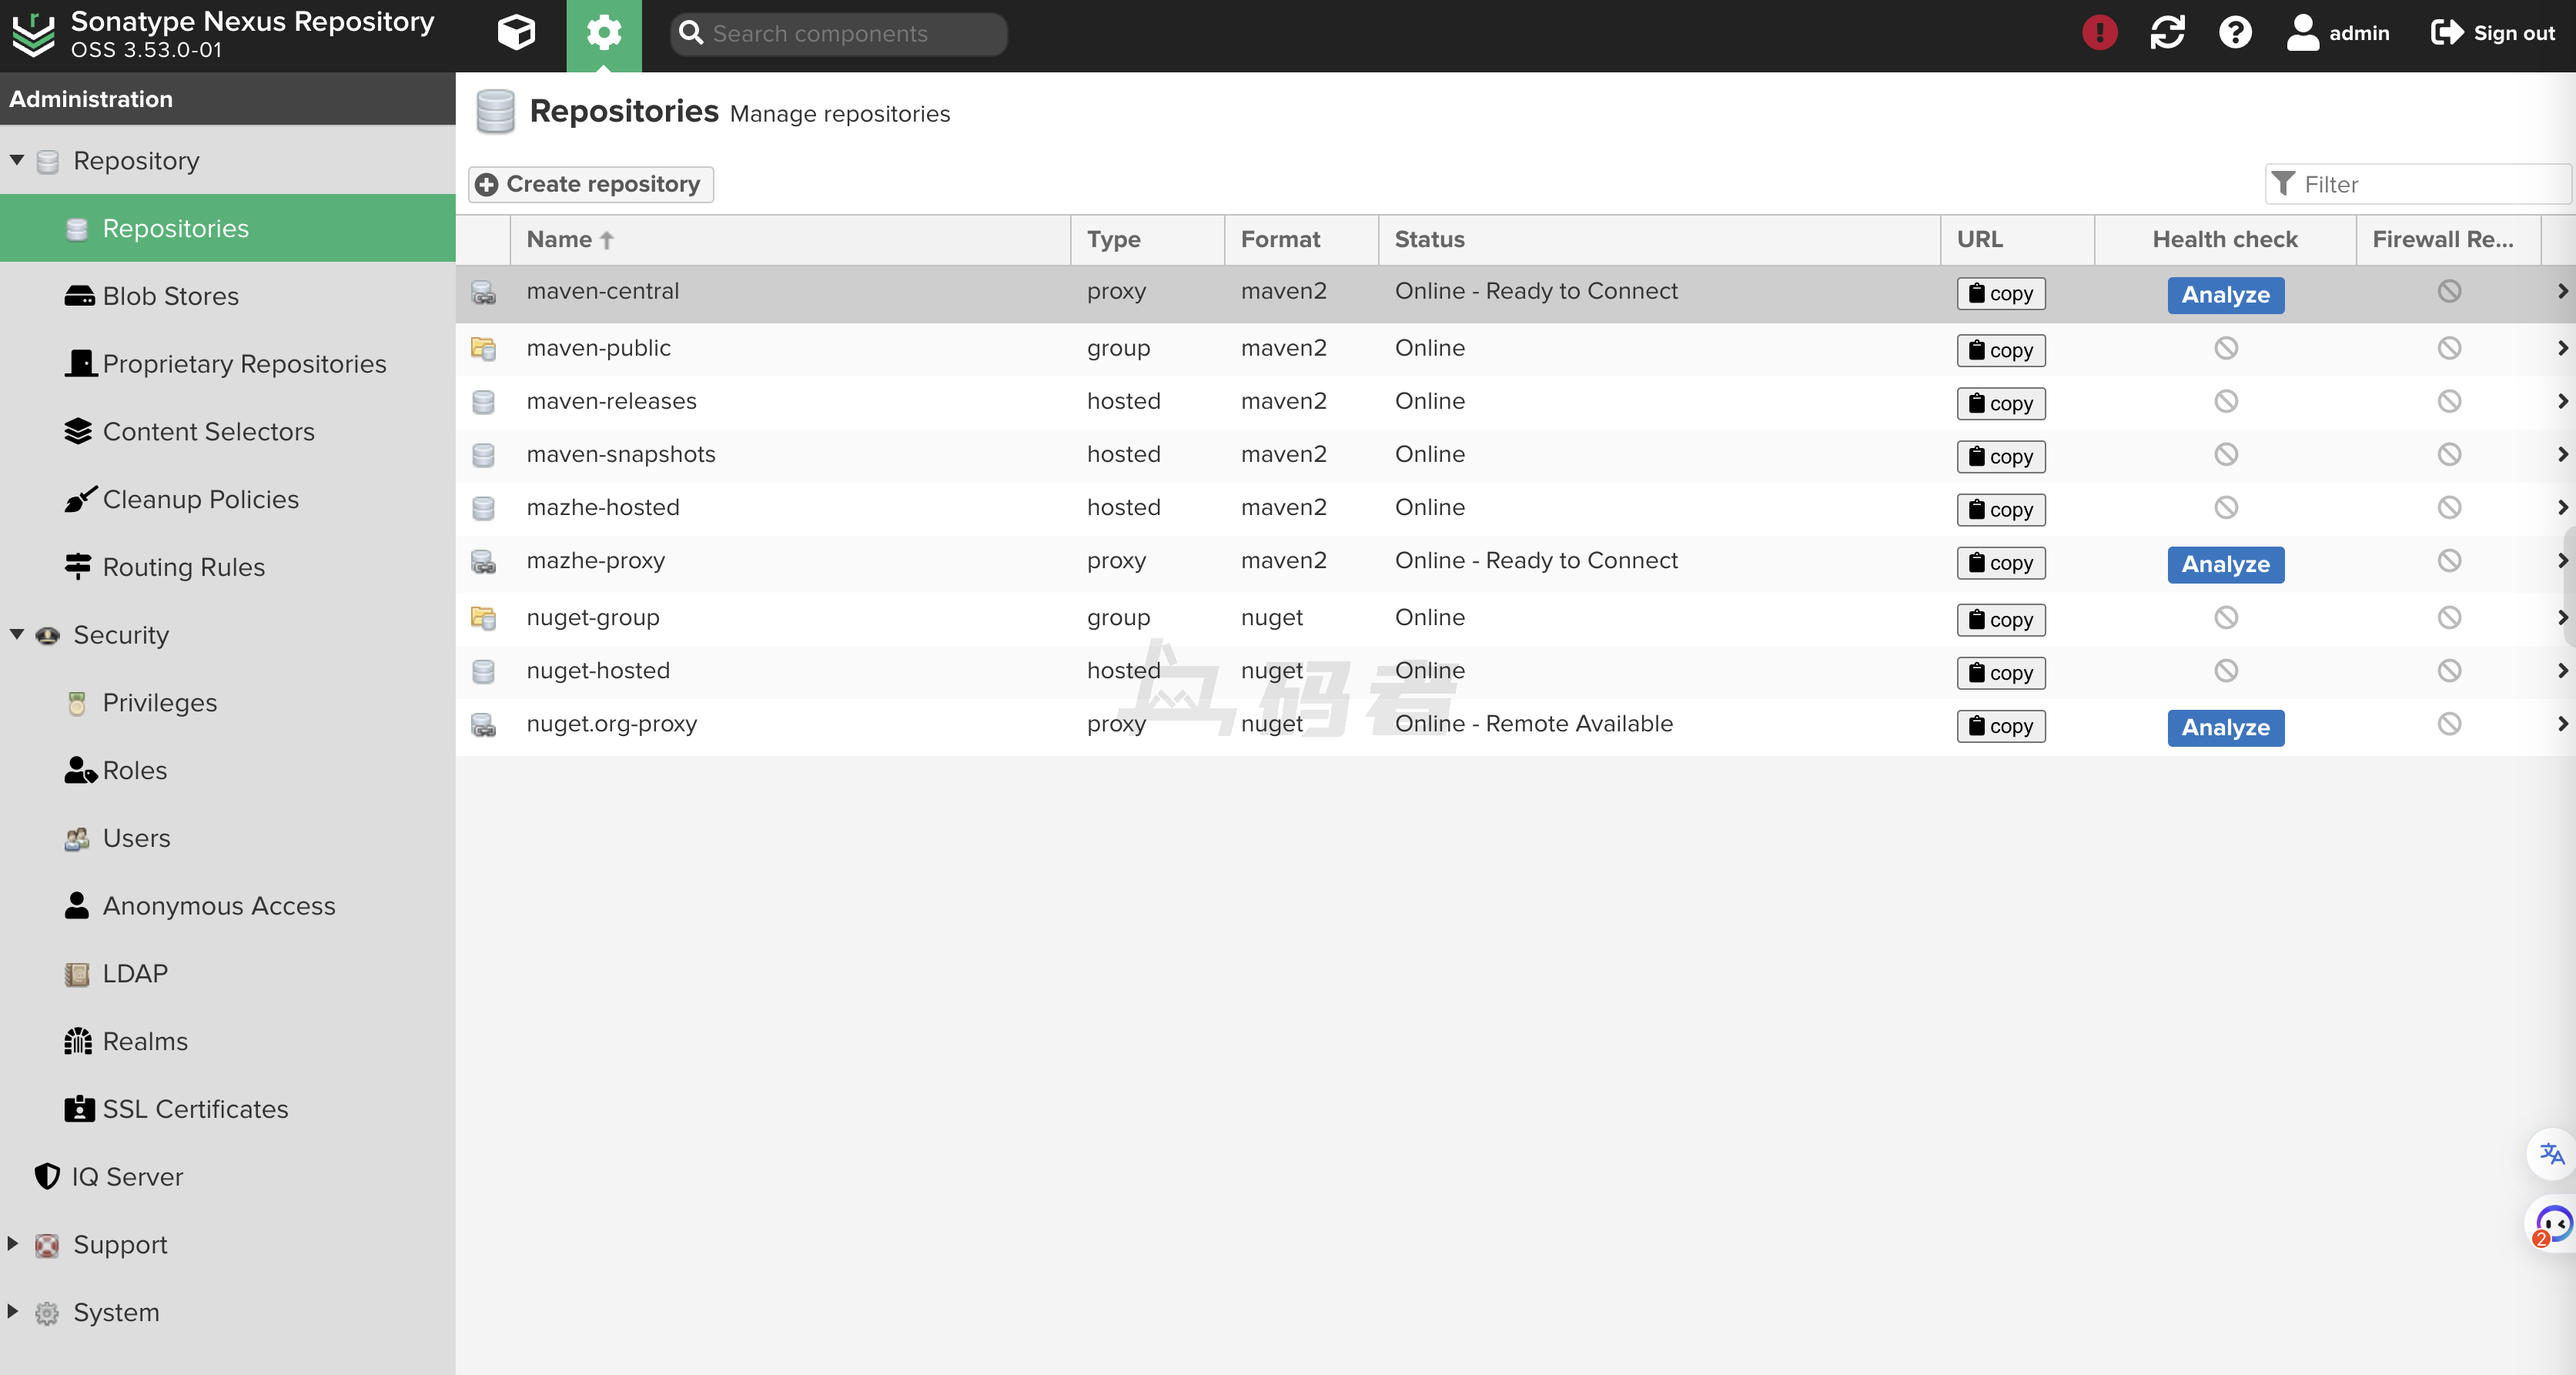 Sonatype Nexus Repository
OSS 3.53.0-01
Search components
admin
Sign out
Administration
Repository
Repositories
Blob Stores
Proprietary Repositories
Content Selectors
Cleanup Policies
Routing Rules
Security
Privileges
Roles
Users
Anonymous Access
LDAP
Realms
SSL Certificates
IQ Server
Support
System
Repositories Manage repositories
Create repository
Filter
Name Type Format Status URL Health check Firewall Re...
maven-central proxy maven2 Online - Ready to Connect copy Analyze
maven-public group maven2 Online copy
maven-releases hosted maven2 Online copy
maven-snapshots hosted maven2 Online copy
mazhe-hosted hosted maven2 Online copy
mazhe-proxy proxy maven2 Online - Ready to Connect copy Analyze
nuget-group group nuget Online copy
nuget-hosted hosted nuget Online copy
nuget.org-proxy proxy nuget Online - Remote Available copy Analyze
码者
2